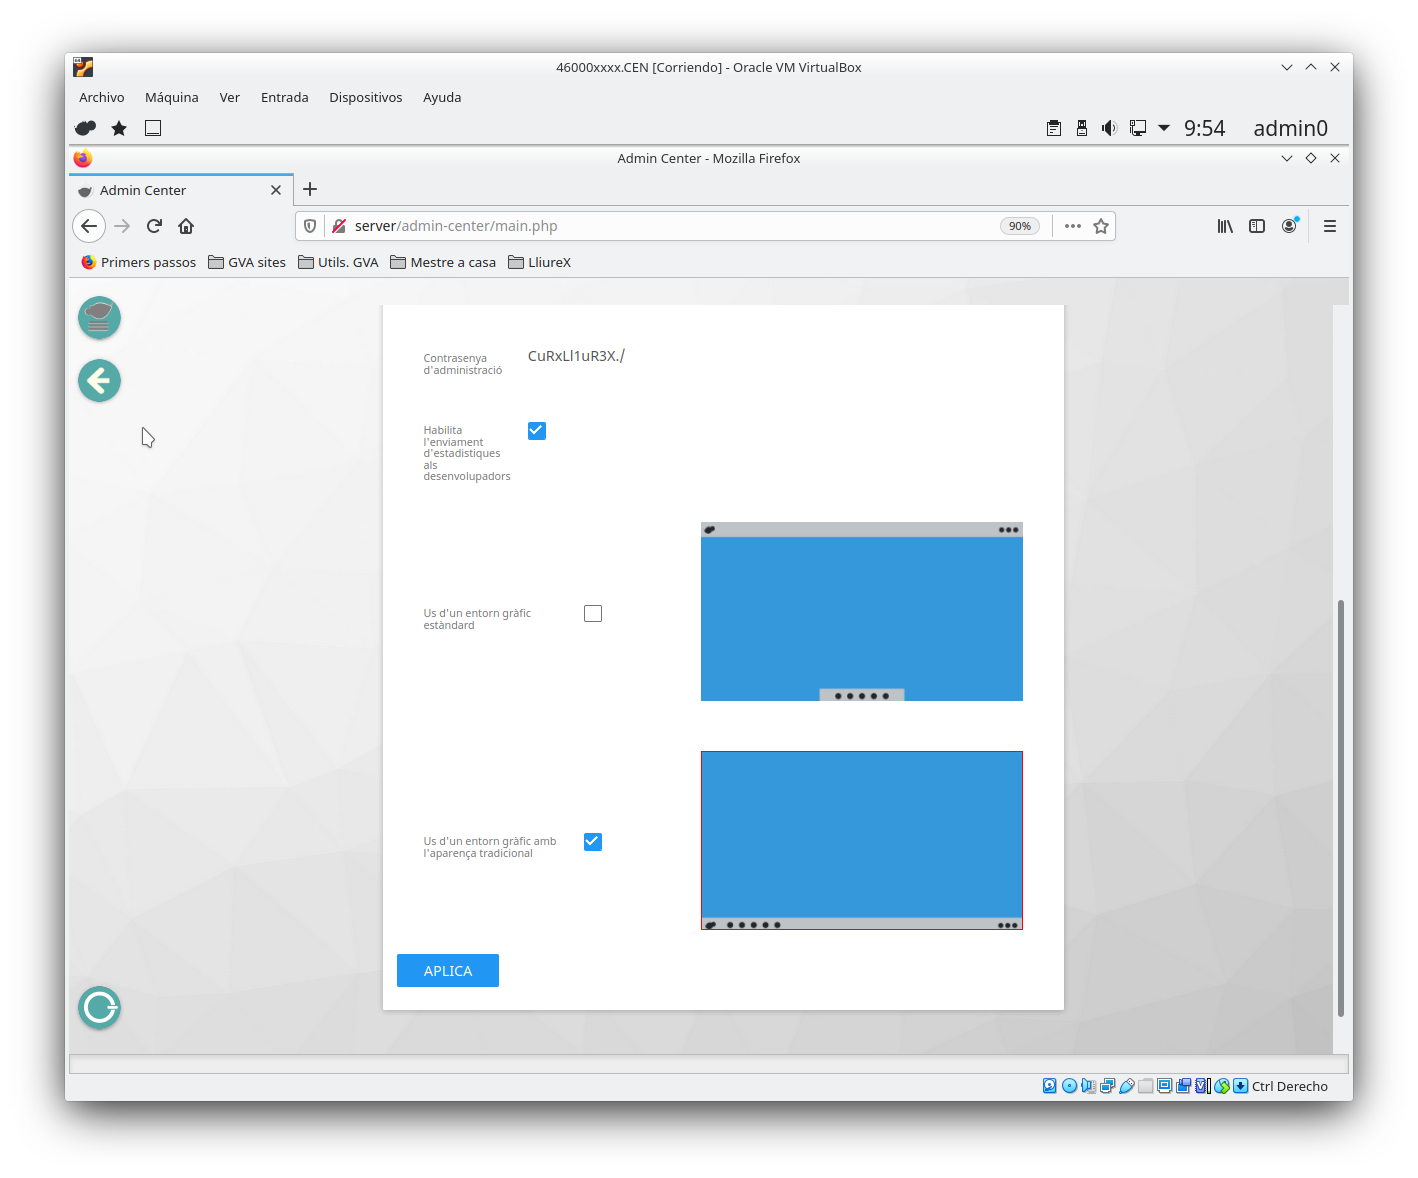 46000xxxx.CEN [Corriendo] - Oracle VM VirtualBox
Archivo Máquina Ver Entrada Dispositivos Ayuda
9:54 admin0
Admin Center - Mozilla Firefox
Admin Center
server/admin-center/main.php 90%
Primers passos GVA sites Utils. GVA Mestre a casa LliureX
Contrasenya
d'administració
CuRxLl1uR3X./
Habilita
l'enviament
d'estadistiques
als
desenvolupadors
Us d'un entorn gràfic
estàndard
Us d'un entorn gràfic amb
l'aparença tradicional
APLICA
Ctrl Derecho